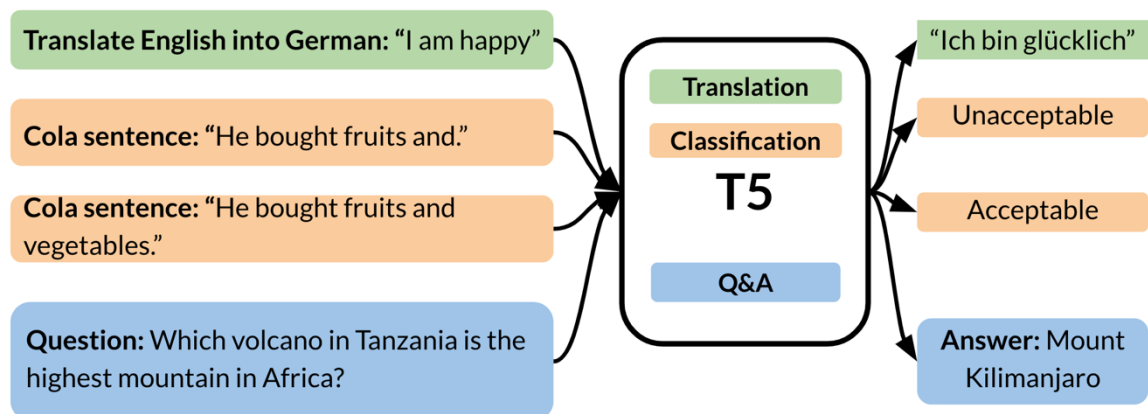 Translate English into German: “I am happy”
Cola sentence: “He bought fruits and.”
Cola sentence: “He bought fruits and
vegetables.”
Question: Which volcano in Tanzania is the
highest mountain in Africa?
Translation
Classification
T5
Q&A
“Ich bin glücklich”
Unacceptable
Acceptable
Answer: Mount
Kilimanjaro